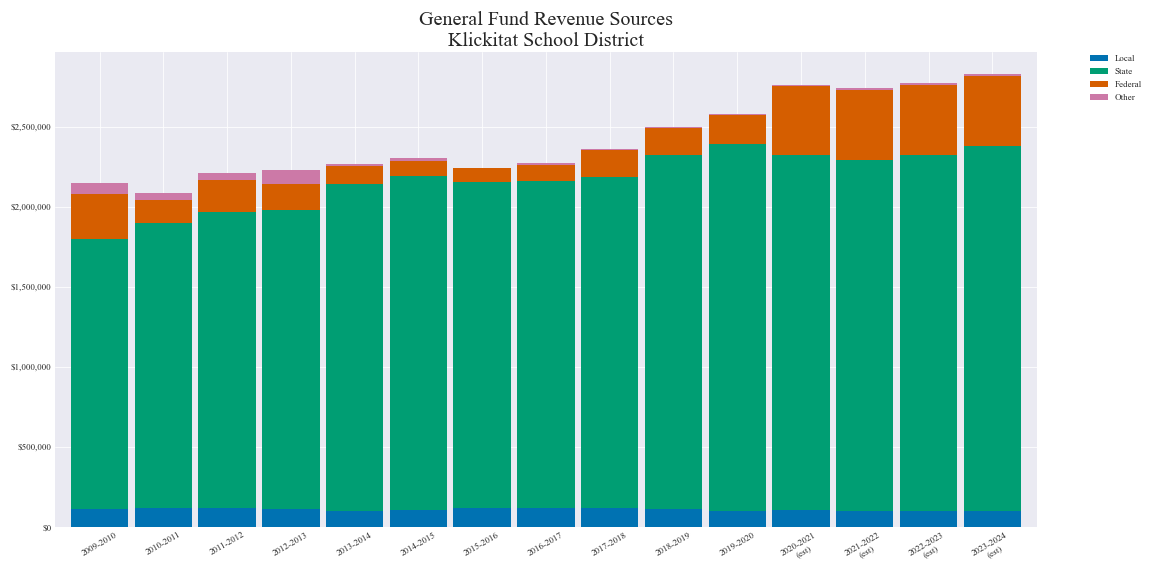 General Fund Revenue Sources
Klickitat School District
Local
State
Federal
Other
$2,500,000
$2,000,000
$1,500,000
$1,000,000
$500,000
$0
2009-2010
2010-2011
2011-2012
2012-2013
2013-2014
2014-2015
2015-2016
2016-2017
2017-2018
2018-2019
2019-2020
2020-2021
(est)
2021-2022
(est)
2022-2023
(est)
2023-2024
(est)